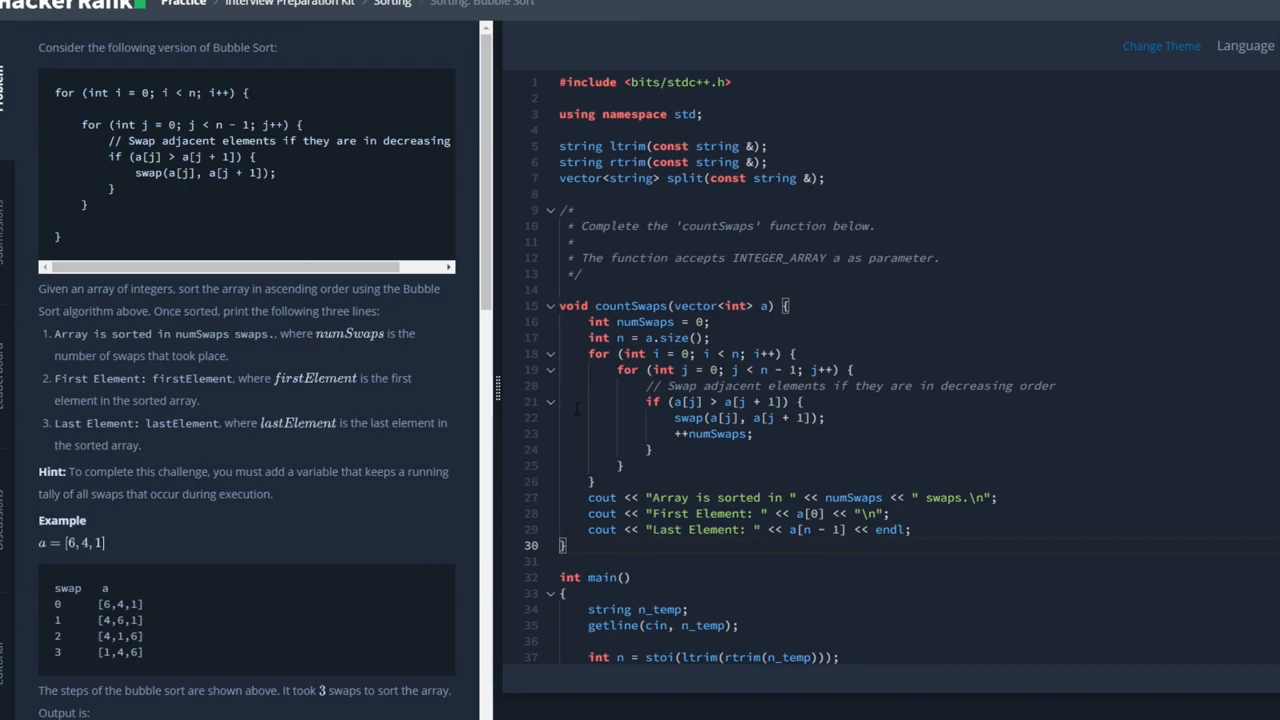 HackerRank
Practice
Interview Preparation Kit
Sorting
Sorting: Bubble Sort
Change Theme
Language
Problem
Submissions
Leaderboard
Discussions
Editorial
Consider the following version of Bubble Sort:
for (int i = 0; i < n; i++) {
for (int j = 0; j < n - 1; j++) {
// Swap adjacent elements if they are in decreasing
if (a[j] > a[j + 1]) {
swap(a[j], a[j + 1]);
}
}
}
Given an array of integers, sort the array in ascending order using the Bubble
Sort algorithm above. Once sorted, print the following three lines:
1. Array is sorted in numSwaps swaps., where numSwaps is the
number of swaps that took place.
2. First Element: firstElement, where firstElement is the first
element in the sorted array.
3. Last Element: lastElement, where lastElement is the last element in
the sorted array.
Hint: To complete this challenge, you must add a variable that keeps a running
tally of all swaps that occur during execution.
Example
a = [6,4,1]
swap a
0 [6,4,1]
1 [4,6,1]
2 [4,1,6]
3 [1,4,6]
The steps of the bubble sort are shown above. It took 3 swaps to sort the array.
Output is:
1 #include <bits/stdc++.h>
2
3 using namespace std;
4
5 string ltrim(const string &);
6 string rtrim(const string &);
7 vector<string> split(const string &);
8
9 /*
10 * Complete the 'countSwaps' function below.
11 *
12 * The function accepts INTEGER_ARRAY a as parameter.
13 */
14
15 void countSwaps(vector<int> a) {
16 int numSwaps = 0;
17 int n = a.size();
18 for (int i = 0; i < n; i++) {
19 for (int j = 0; j < n - 1; j++) {
20 // Swap adjacent elements if they are in decreasing order
21 if (a[j] > a[j + 1]) {
22 swap(a[j], a[j + 1]);
23 ++numSwaps;
24 }
25 }
26 }
27 cout << "Array is sorted in " << numSwaps << " swaps.\n";
28 cout << "First Element: " << a[0] << "\n";
29 cout << "Last Element: " << a[n - 1] << endl;
30 }
31
32 int main()
33 {
34 string n_temp;
35 getline(cin, n_temp);
36
37 int n = stoi(ltrim(rtrim(n_temp)));